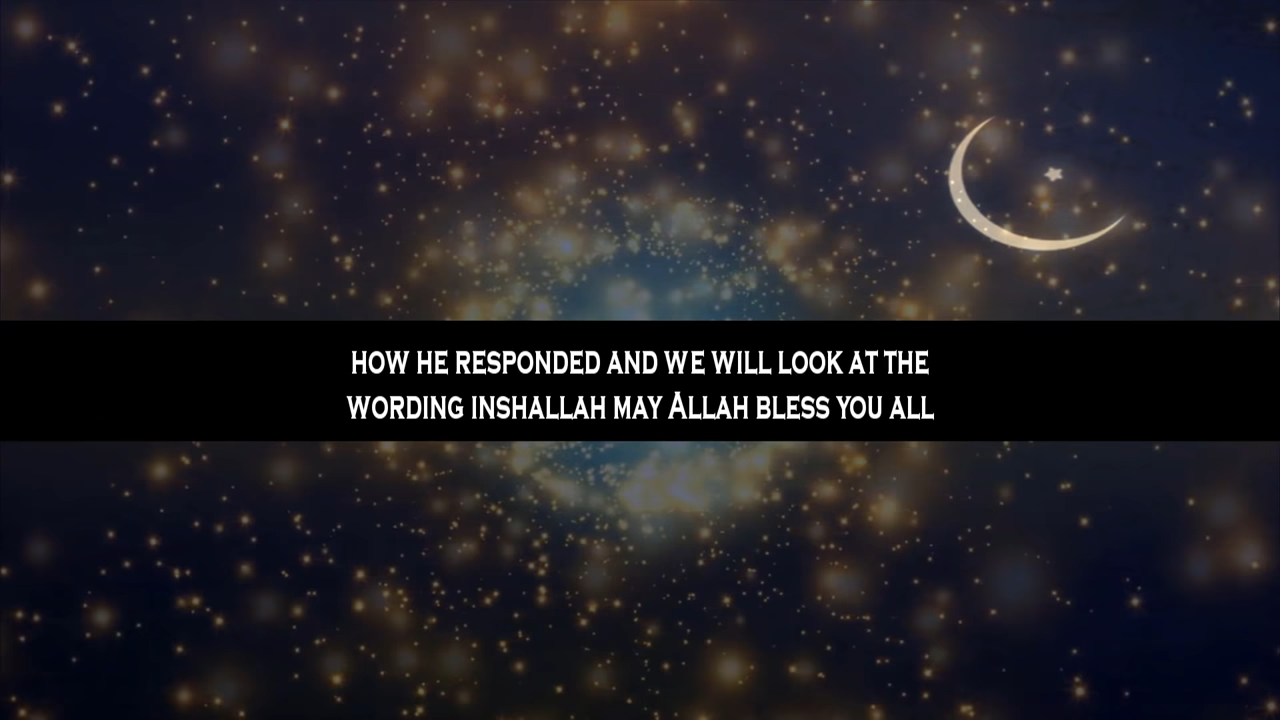 how he responded and we will look at the
wording inshallah may Allah bless you all